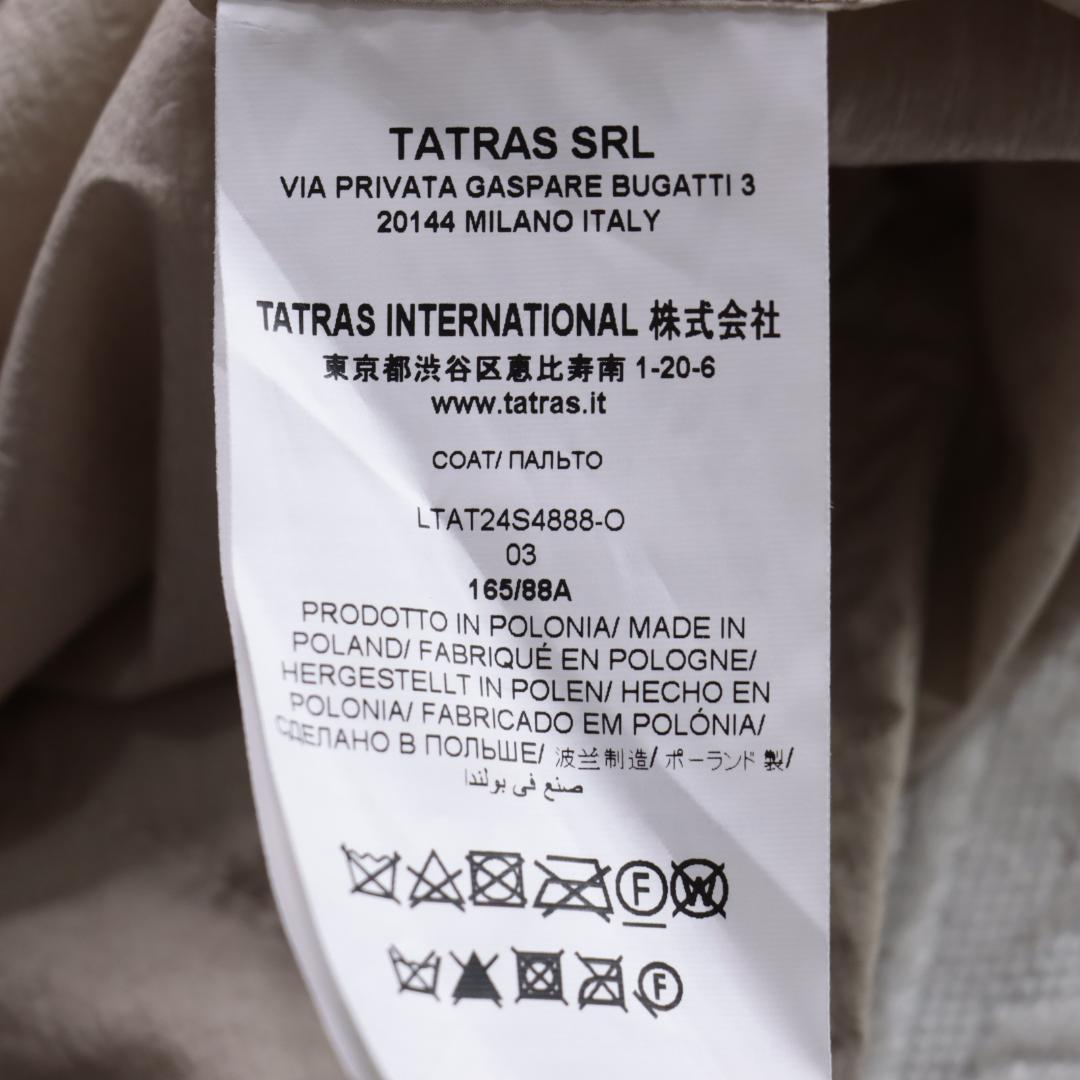 TATRAS SRL
VIA PRIVATA GASPARE BUGATTI 3
20144 MILANO ITALY
TATRAS INTERNATIONAL 株式会社
東京都渋谷区恵比寿南 1-20-6
www.tatras.it
COAT/ ПАЛЬТО
LTAT24S4888-O
03
165/88A
PRODOTTO IN POLONIA/ MADE IN
POLAND/ FABRIQUÉ EN POLOGNE/
HERGESTELLT IN POLEN/ HECHO EN
POLONIA/ FABRICADO EM POLÓNIA/
СДЕЛАНО В ПОЛЬШЕ/ 波兰制造/ ポーランド 製/
صنع في بولندا
F W
F